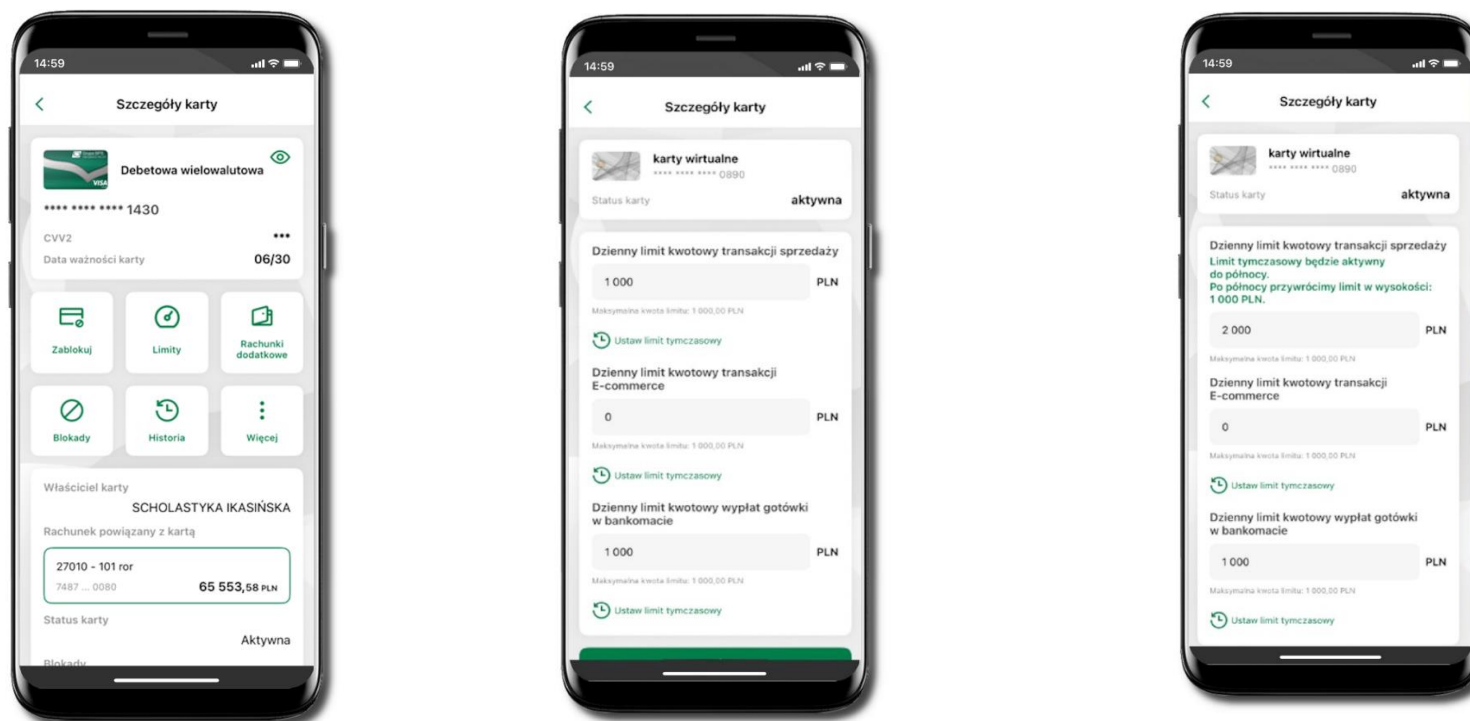 14:59
Szczegóły karty
VISA
Debetowa wielowalutowa
**** **** **** 1430
CVV2 •••
Data ważności karty 06/30
Zablokuj Limity Rachunki dodatkowe
Blokady Historia Więcej
Właściciel karty
SCHOLASTYKA IKASIŃSKA
Rachunek powiązany z kartą
27010 - 101 ror
7487 ... 0080 65 553,58 PLN
Status karty
Aktywna
Blokady
14:59
Szczegóły karty
karty wirtualne
**** **** **** 0890
Status karty aktywna
Dzienny limit kwotowy transakcji sprzedaży
1 000 PLN
Maksymalna kwota limitu: 1 000,00 PLN
Ustaw limit tymczasowy
Dzienny limit kwotowy transakcji
E-commerce
0 PLN
Maksymalna kwota limitu: 1 000,00 PLN
Ustaw limit tymczasowy
Dzienny limit kwotowy wypłat gotówki
w bankomacie
1 000 PLN
Maksymalna kwota limitu: 1 000,00 PLN
Ustaw limit tymczasowy
14:59
Szczegóły karty
karty wirtualne
**** **** **** 0890
Status karty aktywna
Dzienny limit kwotowy transakcji sprzedaży
Limit tymczasowy będzie aktywny
do północy.
Po północy przywrócimy limit w wysokości:
1 000 PLN.
2 000 PLN
Maksymalna kwota limitu: 1 000,00 PLN
Dzienny limit kwotowy transakcji
E-commerce
0 PLN
Maksymalna kwota limitu: 1 000,00 PLN
Ustaw limit tymczasowy
Dzienny limit kwotowy wypłat gotówki
w bankomacie
1 000 PLN
Maksymalna kwota limitu: 1 000,00 PLN
Ustaw limit tymczasowy